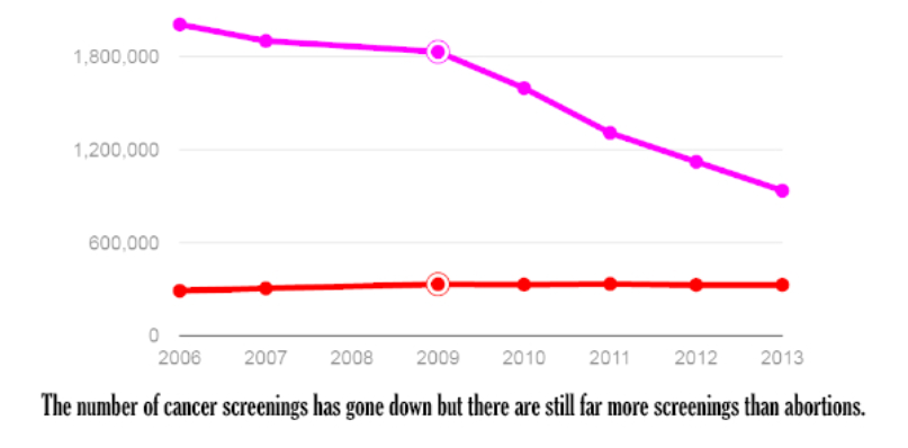 1,800,000
1,200,000
600,000
0
2006 2007 2008 2009 2010 2011 2012 2013
The number of cancer screenings has gone down but there are still far more screenings than abortions.